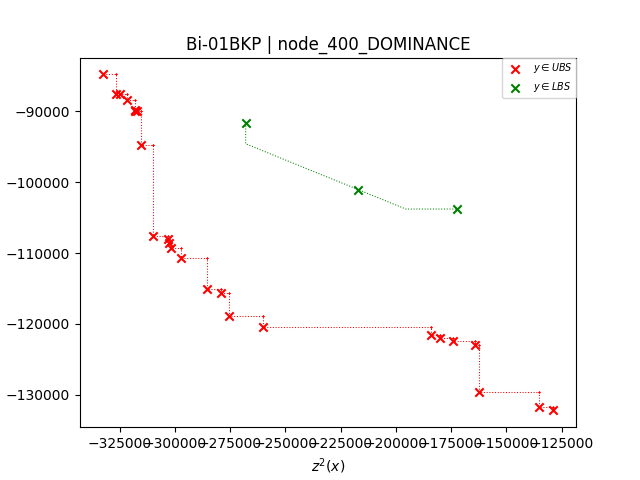 Bi-01BKP | node_400_DOMINANCE
y ∈ UBS
y ∈ LBS
−90000
−100000
−110000
−120000
−130000
−325000 −300000 −275000 −250000 −225000 −200000 −175000 −150000 −125000
z²(x)